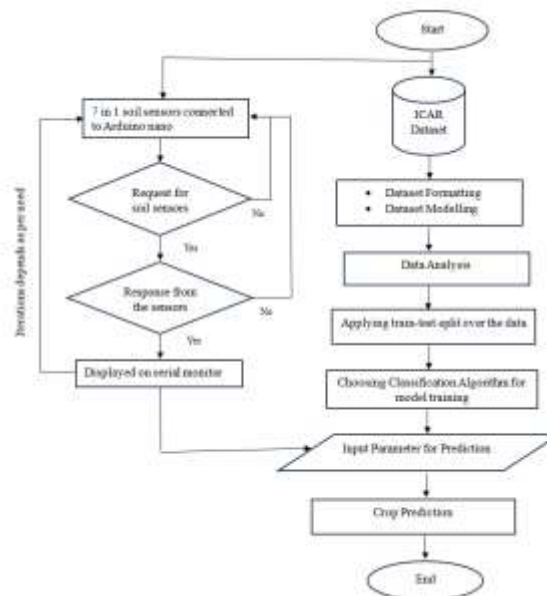 Start
7 in 1 soil sensors connected
to Arduino nano
ICAR
Dataset
Request for
soil sensors
No
Yes
Dataset Formatting
Dataset Modelling
Response from
the sensors
No
Yes
Data Analysis
Applying train-test-split over the data
Iterations depends as per need
Displayed on serial monitor
Choosing Classification Algorithm for
model training
Input Parameter for Prediction
Crop Prediction
End